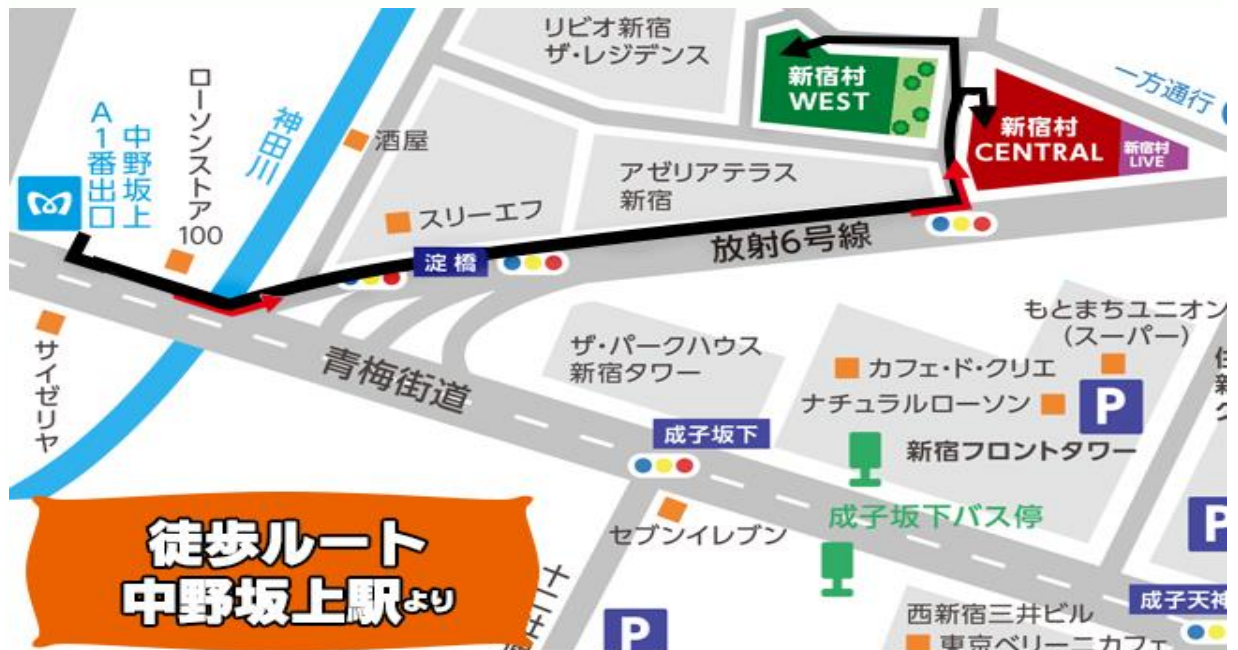 リビオ新宿
ザ・レジデンス
ローソンストア
100
A1番出口
中野坂上
神田川
酒屋
スリーエフ
アゼリアテラス
新宿
新宿村
WEST
新宿村
CENTRAL
新宿村
LIVE
一方通行
淀橋
放射6号線
サイゼリヤ
青梅街道
ザ・パークハウス
新宿タワー
もとまちユニオン
(スーパー)
カフェ・ド・クリエ
ナチュラルローソン
P
新宿フロントタワー
成子坂下
セブンイレブン
成子坂下バス停
P
成子天神
西新宿三井ビル
東京ベリーニカフェ
P
徒歩ルート
中野坂上駅より